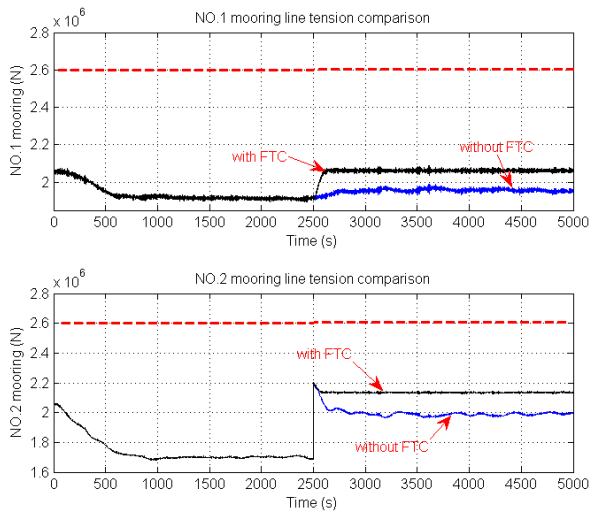 NO.1 mooring line tension comparison
x 10^6
2.8
2.6
2.4
2.2
2
NO.1 mooring (N)
with FTC
without FTC
0 500 1000 1500 2000 2500 3000 3500 4000 4500 5000
Time (s)
NO.2 mooring line tension comparison
x 10^6
2.8
2.6
2.4
2.2
2
1.8
1.6
NO.2 mooring (N)
with FTC
without FTC
0 500 1000 1500 2000 2500 3000 3500 4000 4500 5000
Time (s)